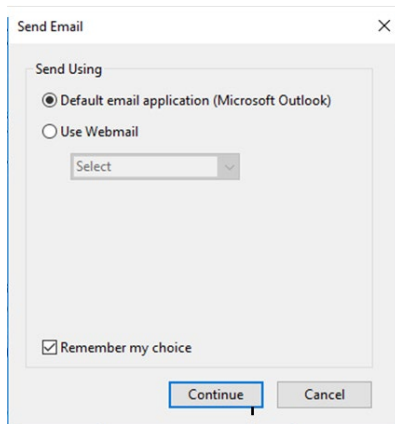 Send Email
Send Using
Default email application (Microsoft Outlook)
Use Webmail
Select
Remember my choice
Continue
Cancel